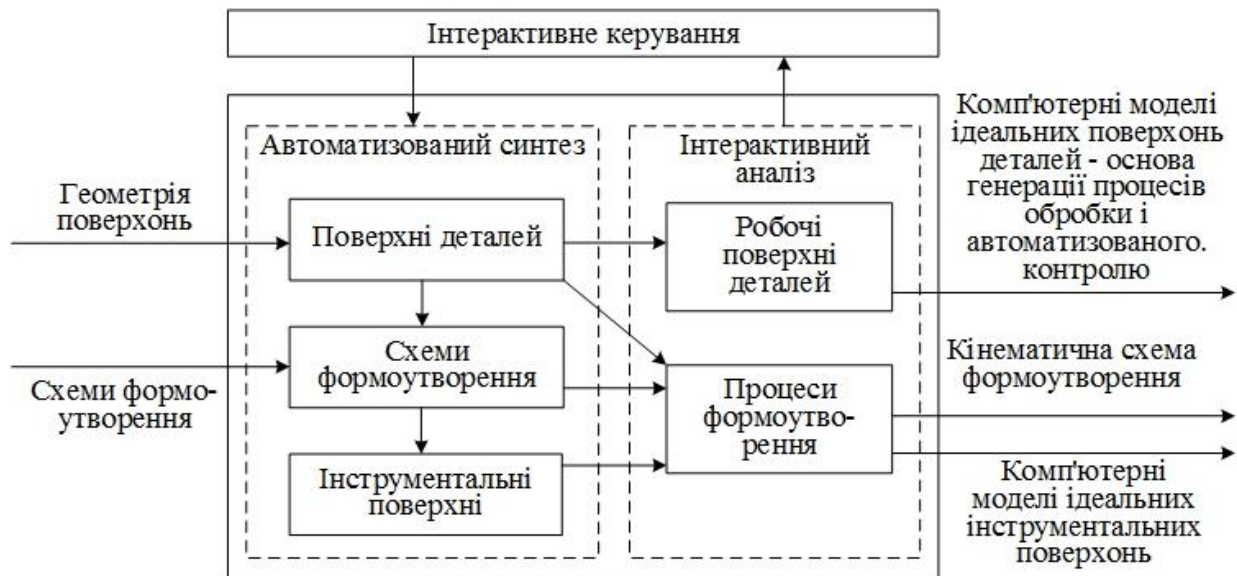 Інтерактивне керування
Автоматизований синтез
Інтерактивний
аналіз
Геометрія
поверхонь
Поверхні деталей
Робочі
поверхні
деталей
Комп'ютерні моделі
ідеальних поверхонь
деталей - основа
генерації процесів
обробки і
автоматизованого.
контролю
Схеми формо-
утворення
Схеми
формоутворення
Процеси
формоутво-
рення
Кінематична схема
формоутворення
Інструментальні
поверхні
Комп'ютерні
моделі ідеальних
інструментальних
поверхонь